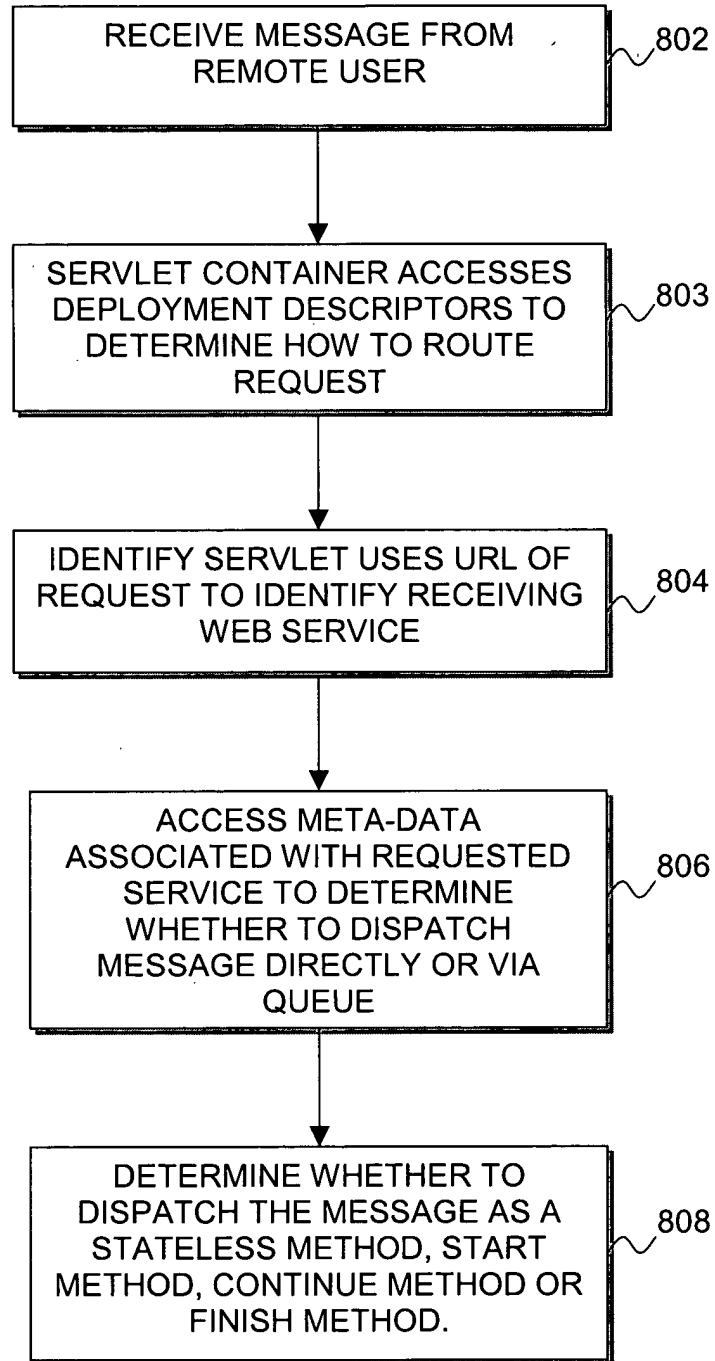 RECEIVE MESSAGE FROM
REMOTE USER
802
SERVLET CONTAINER ACCESSES
DEPLOYMENT DESCRIPTORS TO
DETERMINE HOW TO ROUTE
REQUEST
803
IDENTIFY SERVLET USES URL OF
REQUEST TO IDENTIFY RECEIVING
WEB SERVICE
804
ACCESS META-DATA
ASSOCIATED WITH REQUESTED
SERVICE TO DETERMINE
WHETHER TO DISPATCH
MESSAGE DIRECTLY OR VIA
QUEUE
806
DETERMINE WHETHER TO
DISPATCH THE MESSAGE AS A
STATELESS METHOD, START
METHOD, CONTINUE METHOD OR
FINISH METHOD.
808